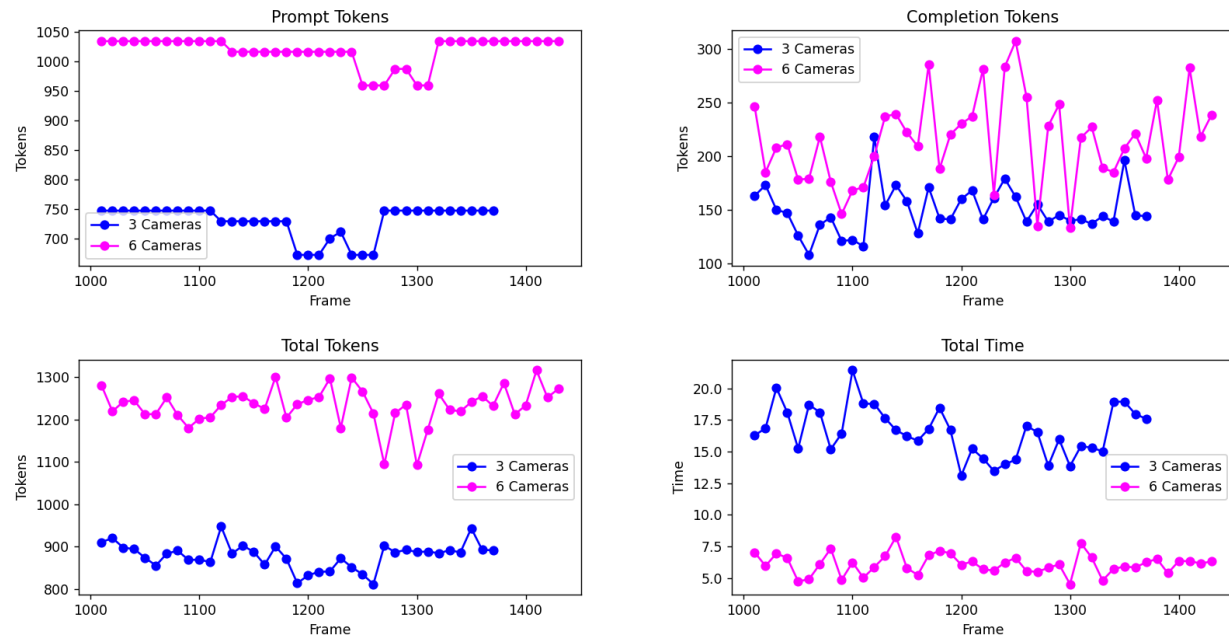 Prompt Tokens
1050
1000
950
900
850
800
750
700
Tokens
3 Cameras
6 Cameras
1000
1100
1200
1300
1400
Frame
Completion Tokens
300
250
200
150
100
Tokens
3 Cameras
6 Cameras
1000
1100
1200
1300
1400
Frame
Total Tokens
1300
1200
1100
1000
900
800
Tokens
3 Cameras
6 Cameras
1000
1100
1200
1300
1400
Frame
Total Time
20.0
17.5
15.0
12.5
10.0
7.5
5.0
Time
3 Cameras
6 Cameras
1000
1100
1200
1300
1400
Frame